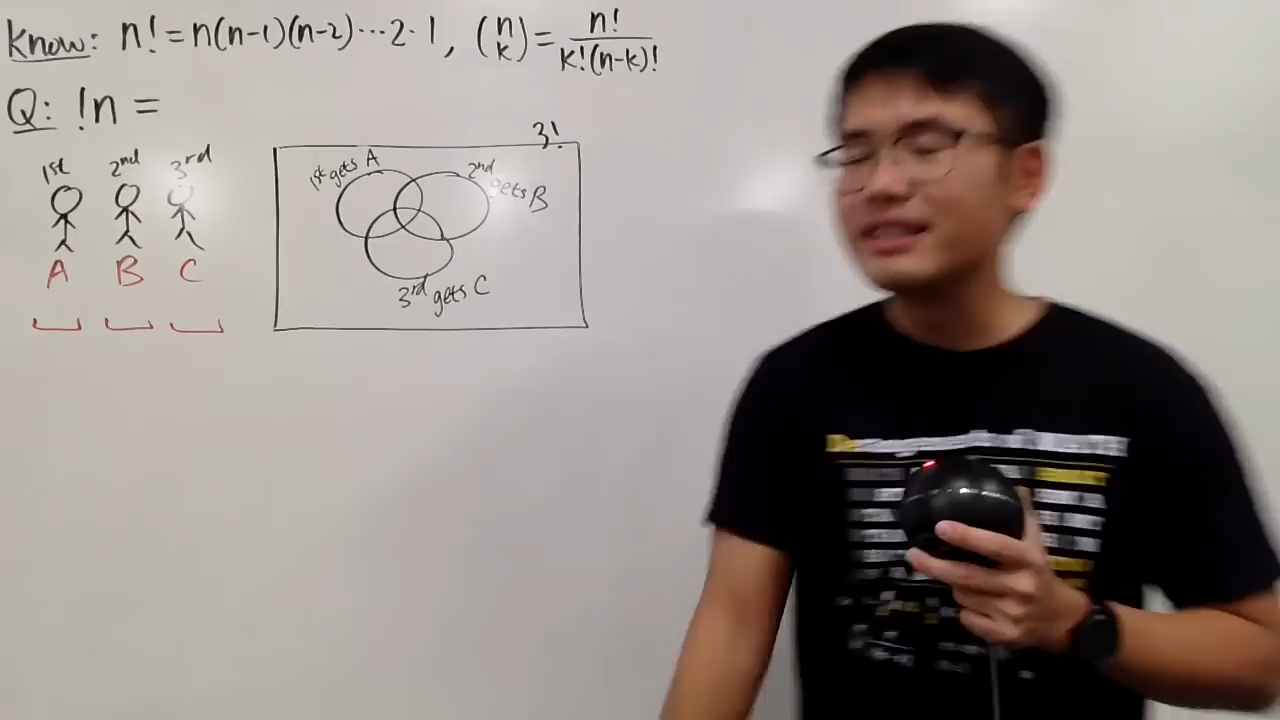 Know: n! = n(n-1)(n-2)⋯2·1, (n k) = n!/k!(n-k)!
Q: !n =
1st 2nd 3rd
A B C
3!
1st gets A
2nd gets B
3rd gets C